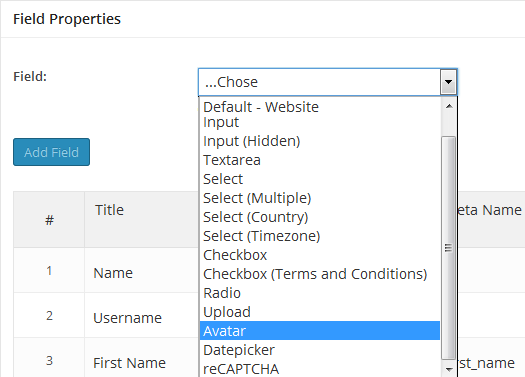 Field Properties
Field:
...Chose
Default - Website
Input
Input (Hidden)
Textarea
Select
Select (Multiple)
Select (Country)
Select (Timezone)
Checkbox
Checkbox (Terms and Conditions)
Radio
Upload
Avatar
Datepicker
reCAPTCHA
Add Field
# Title eta Name
1 Name
2 Username
3 First Name st_name